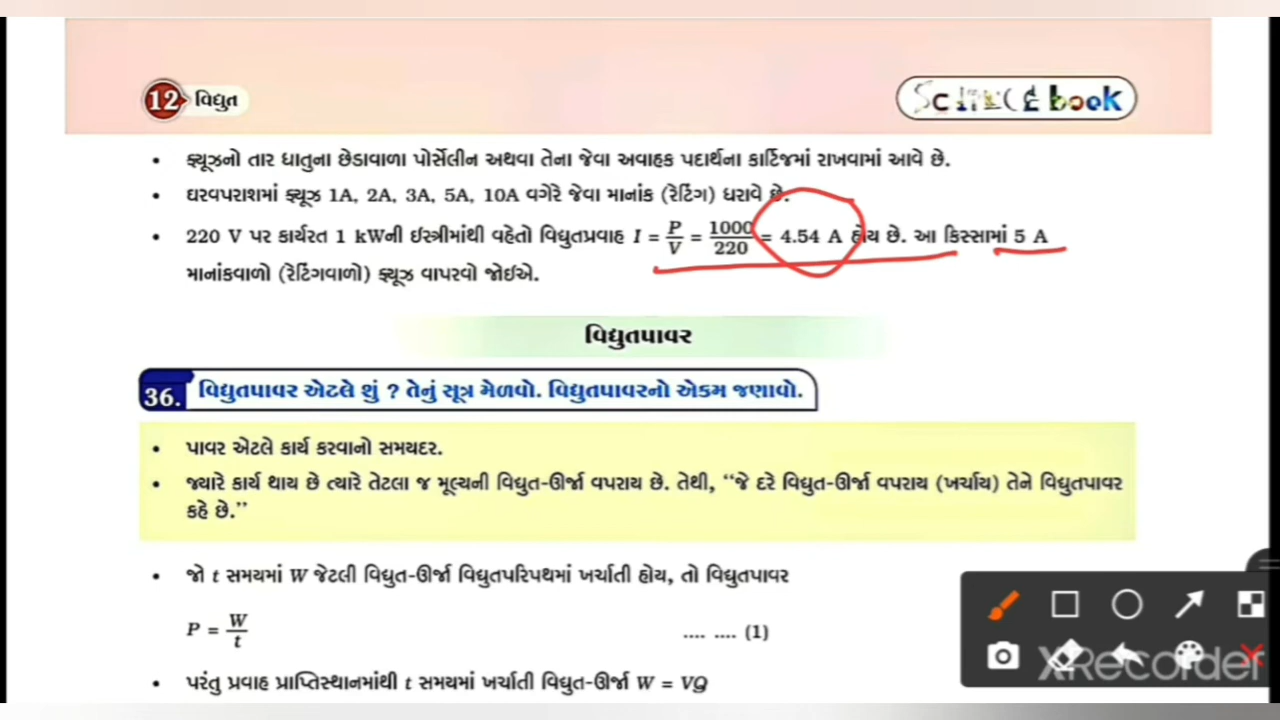 12 વિદ્યુત
Science book
• ફ્યૂઝનો તાર ધાતુના છેડાવાળા પોર્સેલીન અથવા તેના જેવા અવાહક પદાર્થના કાર્ટિજમાં રાખવામાં આવે છે.
• ઘરવપરાશમાં ફ્યૂઝ 1A, 2A, 3A, 5A, 10A વગેરે જેવા માનાંક (રેટિંગ) ધરાવે છે.
• 220 V પર કાર્યરત 1 kWની ઈસ્ત્રીમાંથી વહેતો વિદ્યુતપ્રવાહ I = P/V = 1000/220 = 4.54 A હોય છે. આ કિસ્સામાં 5 A
માનાંકવાળો (રેટિંગવાળો) ફ્યૂઝ વાપરવો જોઈએ.
વિદ્યુતપાવર
36. વિદ્યુતપાવર એટલે શું ? તેનું સૂત્ર મેળવો. વિદ્યુતપાવરનો એકમ જણાવો.
• પાવર એટલે કાર્ય કરવાનો સમયદર.
• જ્યારે કાર્ય થાય છે ત્યારે તેટલા જ મૂલ્યની વિદ્યુત-ઊર્જા વપરાય છે. તેથી, “જે દરે વિદ્યુત-ઊર્જા વપરાય (ખર્ચાય) તેને વિદ્યુતપાવર
કહે છે.”
• જો t સમયમાં W જેટલી વિદ્યુત-ઊર્જા વિદ્યુતપરિપથમાં ખર્ચાતી હોય, તો વિદ્યુતપાવર
P = W/t .... .... (1)
• પરંતુ પ્રવાહ પ્રાપ્તિસ્થાનમાંથી t સમયમાં ખર્ચાતી વિદ્યુત-ઊર્જા W = VQ
XRecorder